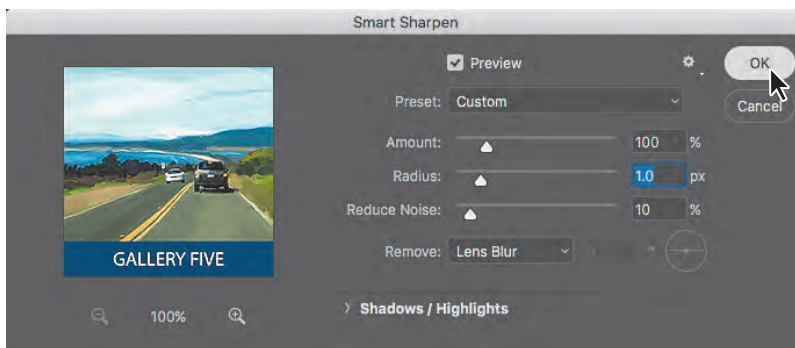 Smart Sharpen
Preview
OK
Preset: Custom
Cancel
Amount: 100 %
Radius: 1.0 px
Reduce Noise: 10 %
Remove: Lens Blur
GALLERY FIVE
100%
Shadows / Highlights